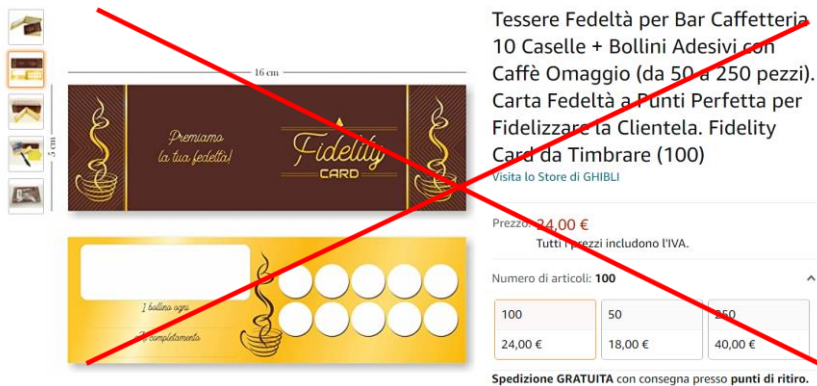 16 cm
5 cm
Premiamo
la tua fedeltà!
Fidelity
CARD
1 bollino ogni
completamento
Tessere Fedeltà per Bar Caffetteria
10 Caselle + Bollini Adesivi con
Caffè Omaggio (da 50 a 250 pezzi).
Carta Fedeltà a Punti Perfetta per
Fidelizzare la Clientela. Fidelity
Card da Timbrare (100)
Visita lo Store di GHIBLI
Prezzo: 24,00 €
Tutti i prezzi includono l'IVA.
Numero di articoli: 100
100 50 250
24,00 € 18,00 € 40,00 €
Spedizione GRATUITA con consegna presso punti di ritiro.